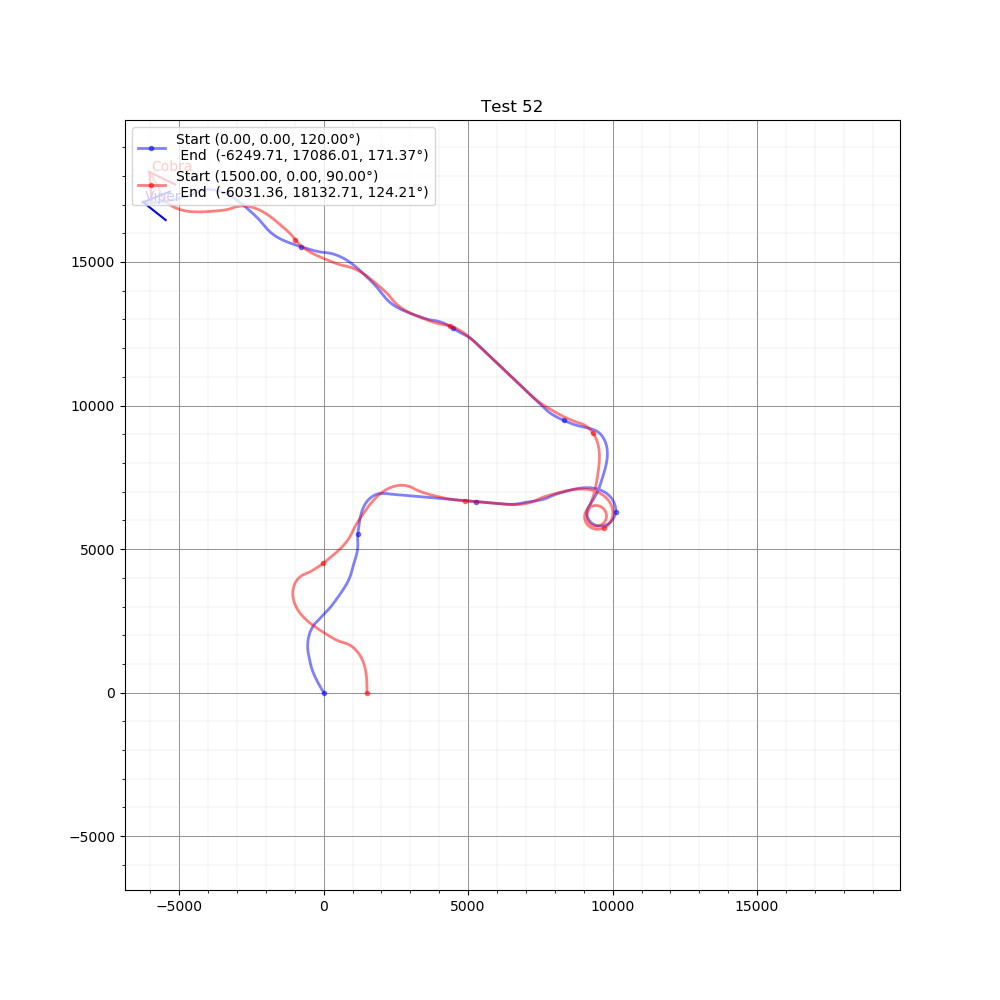 Test 52
Start (0.00, 0.00, 120.00°)
End (-6249.71, 17086.01, 171.37°)
Start (1500.00, 0.00, 90.00°)
End (-6031.36, 18132.71, 124.21°)
Cobra
Viper
15000
10000
5000
0
−5000
−5000
0
5000
10000
15000